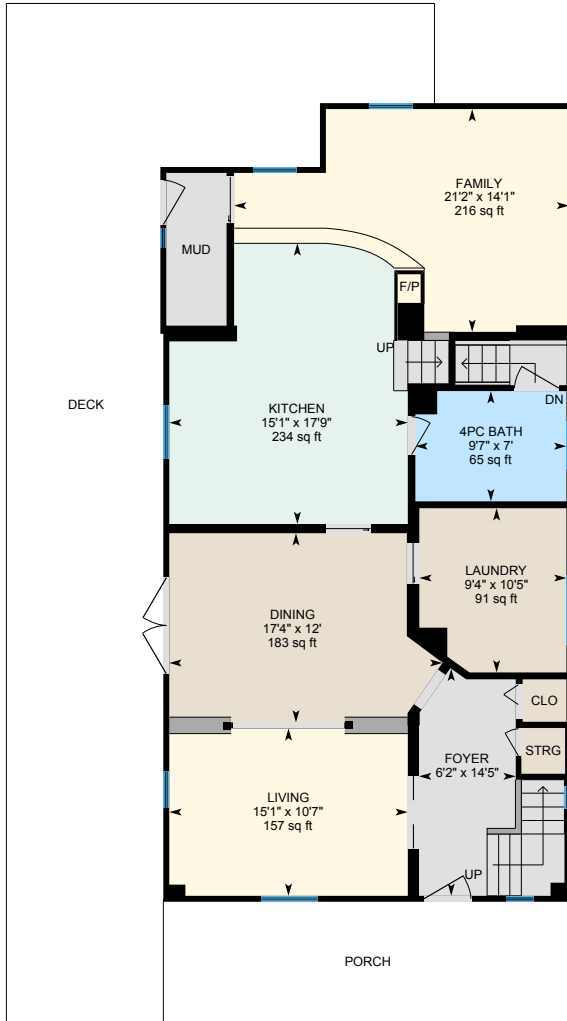 FAMILY
21'2" x 14'1"
216 sq ft
MUD
F/P
UP
DECK
KITCHEN
15'1" x 17'9"
234 sq ft
DN
4PC BATH
9'7" x 7'
65 sq ft
LAUNDRY
9'4" x 10'5"
91 sq ft
DINING
17'4" x 12'
183 sq ft
CLO
STRG
FOYER
6'2" x 14'5"
LIVING
15'1" x 10'7"
157 sq ft
UP
PORCH